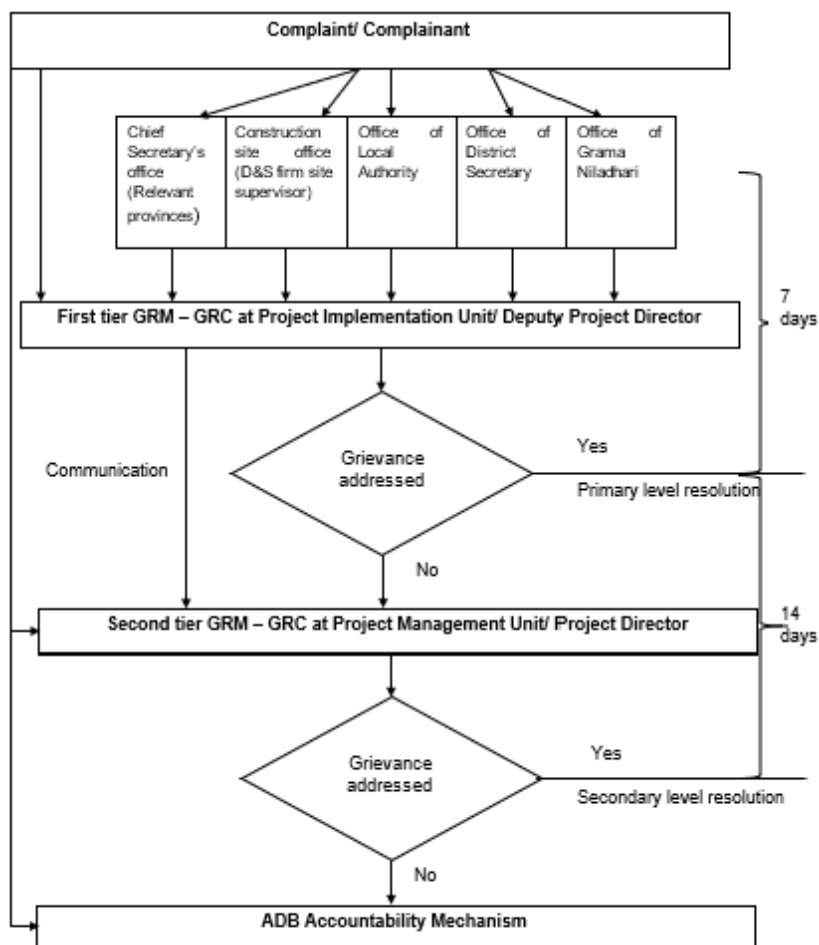 Complaint/ Complainant
Chief
Secretary's
office
(Relevant
provinces)
Construction
site office
(D&S firm site
supervisor)
Office of
Local
Authority
Office of
District
Secretary
Office of
Grama
Niladhari
7
days
First tier GRM – GRC at Project Implementation Unit/ Deputy Project Director
Communication
Grievance
addressed
Yes
Primary level resolution
No
14
days
Second tier GRM – GRC at Project Management Unit/ Project Director
Grievance
addressed
Yes
Secondary level resolution
No
ADB Accountability Mechanism